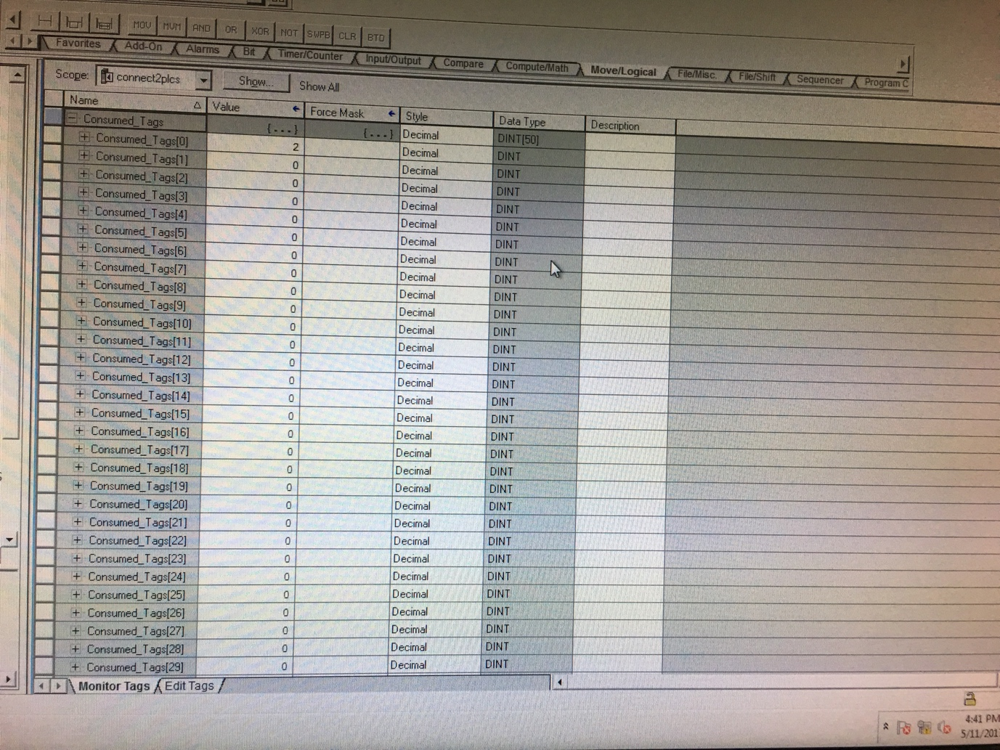 MOV MVM AND OR XOR NOT SWPB CLR BTD
Favorites Add-On Alarms Bit Timer/Counter Input/Output Compare Compute/Math Move/Logical File/Misc. File/Shift Sequencer Program C
Scope: connect2plcs Show... Show All
Name Value Force Mask Style Data Type Description
Consumed_Tags {...} {...} Decimal DINT[50]
Consumed_Tags[0] 2 Decimal DINT
Consumed_Tags[1] 0 Decimal DINT
Consumed_Tags[2] 0 Decimal DINT
Consumed_Tags[3] 0 Decimal DINT
Consumed_Tags[4] 0 Decimal DINT
Consumed_Tags[5] 0 Decimal DINT
Consumed_Tags[6] 0 Decimal DINT
Consumed_Tags[7] 0 Decimal DINT
Consumed_Tags[8] 0 Decimal DINT
Consumed_Tags[9] 0 Decimal DINT
Consumed_Tags[10] 0 Decimal DINT
Consumed_Tags[11] 0 Decimal DINT
Consumed_Tags[12] 0 Decimal DINT
Consumed_Tags[13] 0 Decimal DINT
Consumed_Tags[14] 0 Decimal DINT
Consumed_Tags[15] 0 Decimal DINT
Consumed_Tags[16] 0 Decimal DINT
Consumed_Tags[17] 0 Decimal DINT
Consumed_Tags[18] 0 Decimal DINT
Consumed_Tags[19] 0 Decimal DINT
Consumed_Tags[20] 0 Decimal DINT
Consumed_Tags[21] 0 Decimal DINT
Consumed_Tags[22] 0 Decimal DINT
Consumed_Tags[23] 0 Decimal DINT
Consumed_Tags[24] 0 Decimal DINT
Consumed_Tags[25] 0 Decimal DINT
Consumed_Tags[26] 0 Decimal DINT
Consumed_Tags[27] 0 Decimal DINT
Consumed_Tags[28] 0 Decimal DINT
Consumed_Tags[29] 0 Decimal DINT
Monitor Tags Edit Tags
4:41 PM
5/11/201